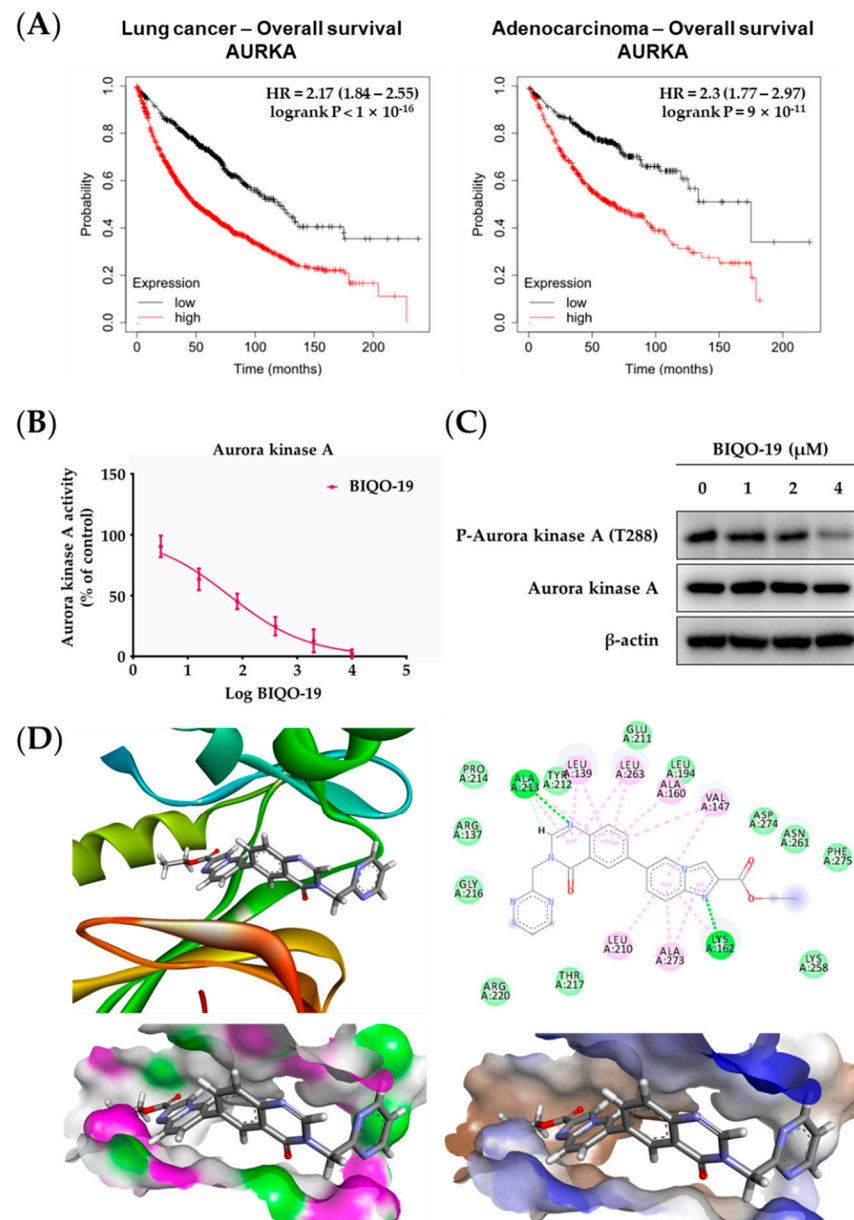 (A)
Lung cancer – Overall survival
AURKA
HR = 2.17 (1.84 – 2.55)
logrank P < 1 × 10⁻¹⁶
Probability
1.0
0.8
0.6
0.4
0.2
0.0
Expression
low
high
0 50 100 150 200
Time (months)
Adenocarcinoma – Overall survival
AURKA
HR = 2.3 (1.77 – 2.97)
logrank P = 9 × 10⁻¹¹
Probability
1.0
0.8
0.6
0.4
0.2
0.0
Expression
low
high
0 50 100 150 200
Time (months)
(B)
Aurora kinase A
Aurora kinase A activity
(% of control)
150
100
50
0
BIQO-19
0 1 2 3 4 5
Log BIQO-19
(C)
BIQO-19 (μM)
0 1 2 4
P-Aurora kinase A (T288)
Aurora kinase A
β-actin
(D)
GLU
A:211
PRO
A:214
ALA
A:213
TYR
A:212
LEU
A:139
LEU
A:263
LEU
A:194
ALA
A:160
VAL
A:147
ARG
A:137
ASP
A:274
ASN
A:261
PHE
A:275
GLY
A:216
H
N
N
O
N
N
N
N
O
O
LEU
A:210
ALA
A:273
LYS
A:162
LYS
A:258
ARG
A:220
THR
A:217